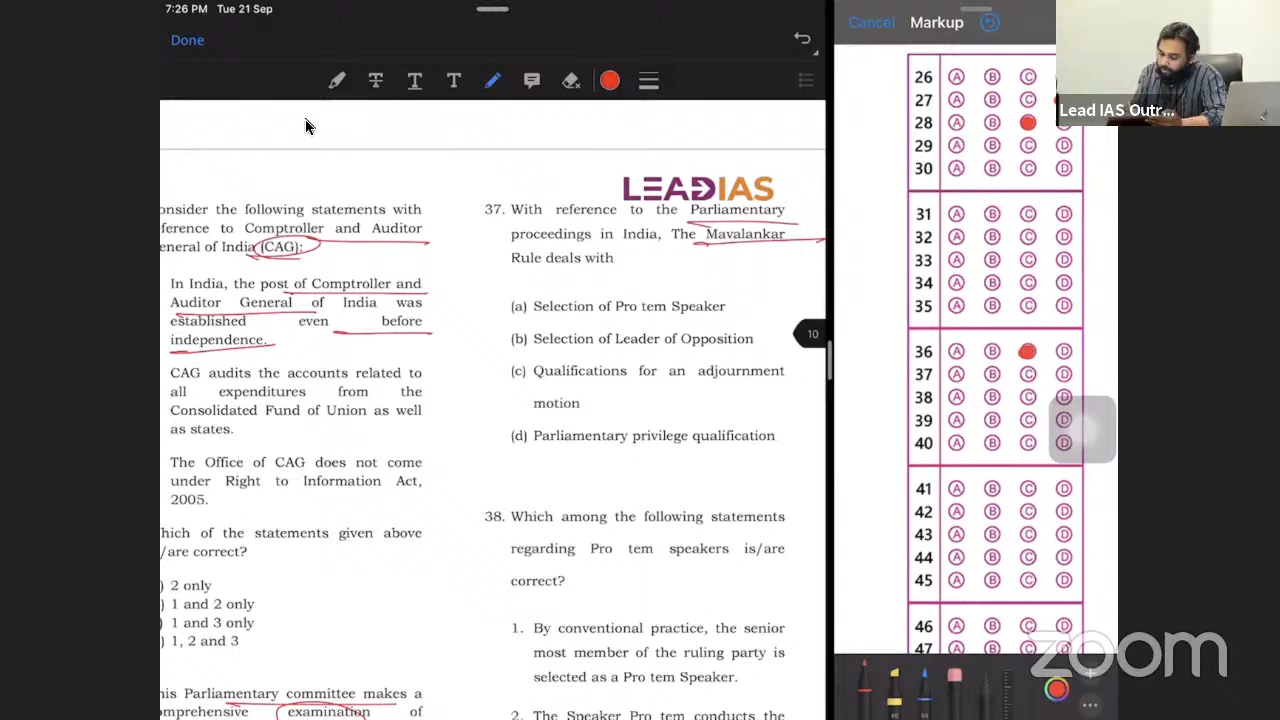 7:26 PM Tue 21 Sep
Done
Cancel Markup
Lead IAS Outr...
LEADIAS
onsider the following statements with
ference to Comptroller and Auditor
eneral of India (CAG):
In India, the post of Comptroller and
Auditor General of India was
established even before
independence.
CAG audits the accounts related to
all expenditures from the
Consolidated Fund of Union as well
as states.
The Office of CAG does not come
under Right to Information Act,
2005.
hich of the statements given above
/are correct?
) 2 only
) 1 and 2 only
) 1 and 3 only
) 1, 2 and 3
his Parliamentary committee makes a
mprehensive examination of
37. With reference to the Parliamentary
proceedings in India, The Mavalankar
Rule deals with
(a) Selection of Pro tem Speaker
(b) Selection of Leader of Opposition
(c) Qualifications for an adjournment
motion
(d) Parliamentary privilege qualification
38. Which among the following statements
regarding Pro tem speakers is/are
correct?
1. By conventional practice, the senior
most member of the ruling party is
selected as a Pro tem Speaker.
2. The Speaker Pro tem conducts the
10
26 A B C
27 A B C
28 A B
29 A B C D
30 A B C D
31 A B C D
32 A B C D
33 A B C D
34 A B C D
35 A B C D
36 A B D
37 A B C D
38 A B C D
39 A B C D
40 A B C D
41 A B C D
42 A B C D
43 A B C D
44 A B C D
45 A B C D
46 A B C D
47 A B C D
zoom